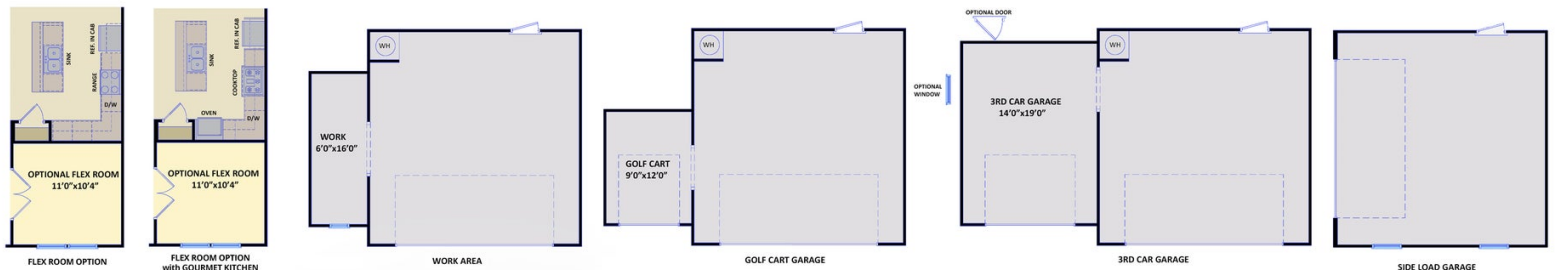 REF. IN CAB
SINK
RANGE
D/W
OPTIONAL FLEX ROOM
11'0"x10'4"
FLEX ROOM OPTION
REF. IN CAB
SINK
COOKTOP
OVEN
D/W
OPTIONAL FLEX ROOM
11'0"x10'4"
FLEX ROOM OPTION
with GOURMET KITCHEN
WH
WORK
6'0"x16'0"
WORK AREA
WH
GOLF CART
9'0"x12'0"
GOLF CART GARAGE
OPTIONAL DOOR
OPTIONAL
WINDOW
WH
3RD CAR GARAGE
14'0"x19'0"
3RD CAR GARAGE
SIDE LOAD GARAGE